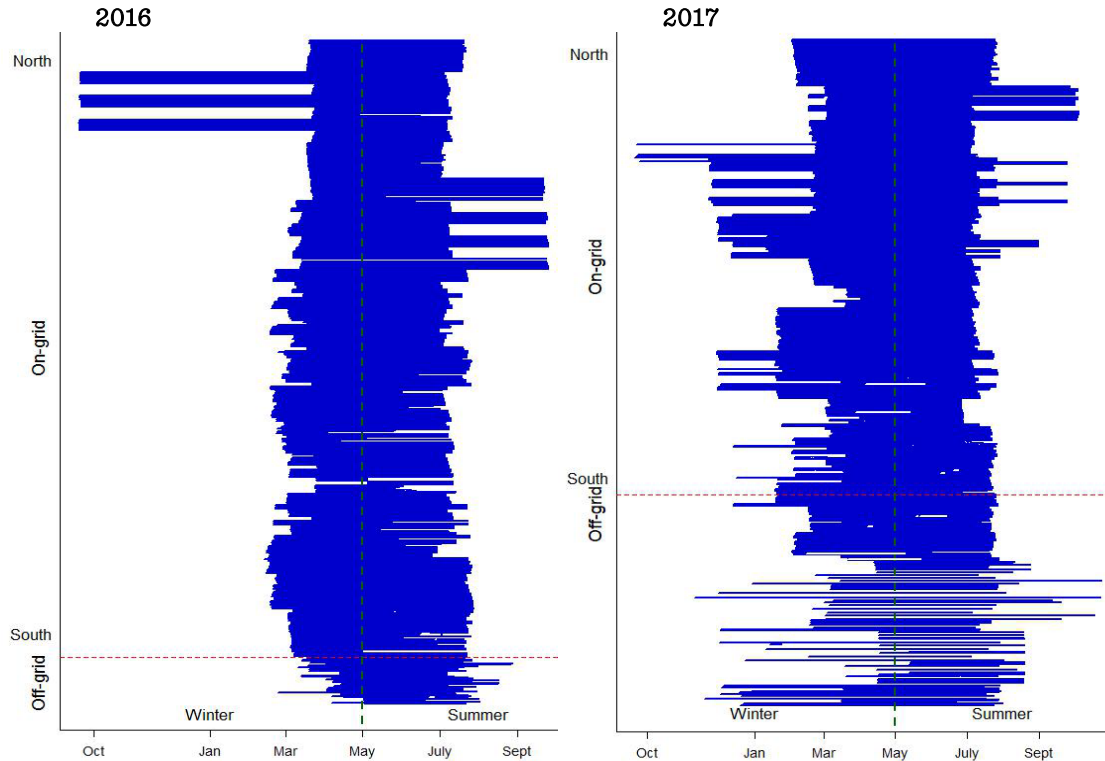 2016
North
On-grid
South
Off-grid
Winter
Summer
Oct
Jan
Mar
May
July
Sept
2017
North
On-grid
South
Off-grid
Winter
Summer
Oct
Jan
Mar
May
July
Sept